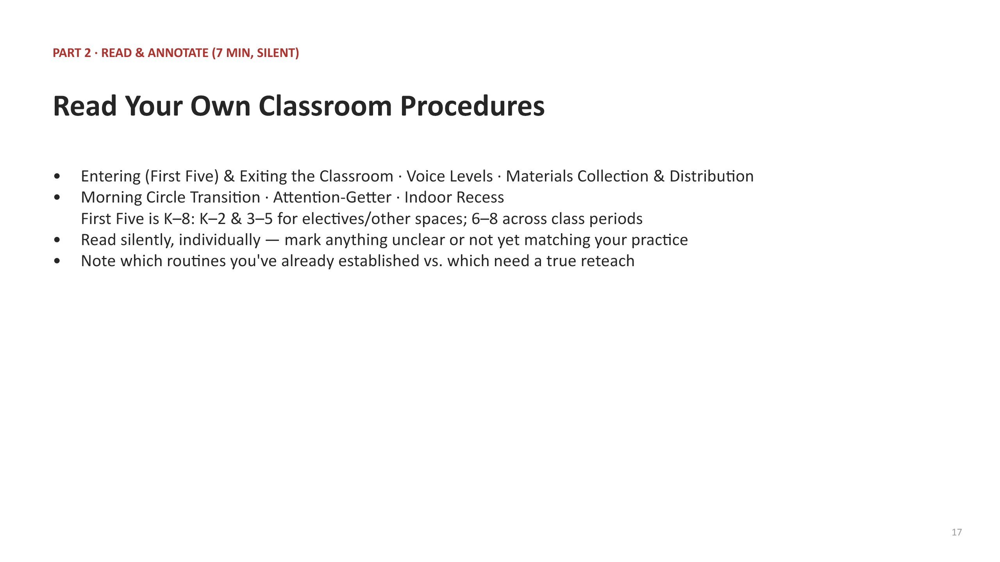 PART 2 · READ & ANNOTATE (7 MIN, SILENT)
Read Your Own Classroom Procedures
• Entering (First Five) & Exiting the Classroom · Voice Levels · Materials Collection & Distribution
• Morning Circle Transition · Attention-Getter · Indoor Recess
First Five is K–8: K–2 & 3–5 for electives/other spaces; 6–8 across class periods
• Read silently, individually — mark anything unclear or not yet matching your practice
• Note which routines you've already established vs. which need a true reteach
17